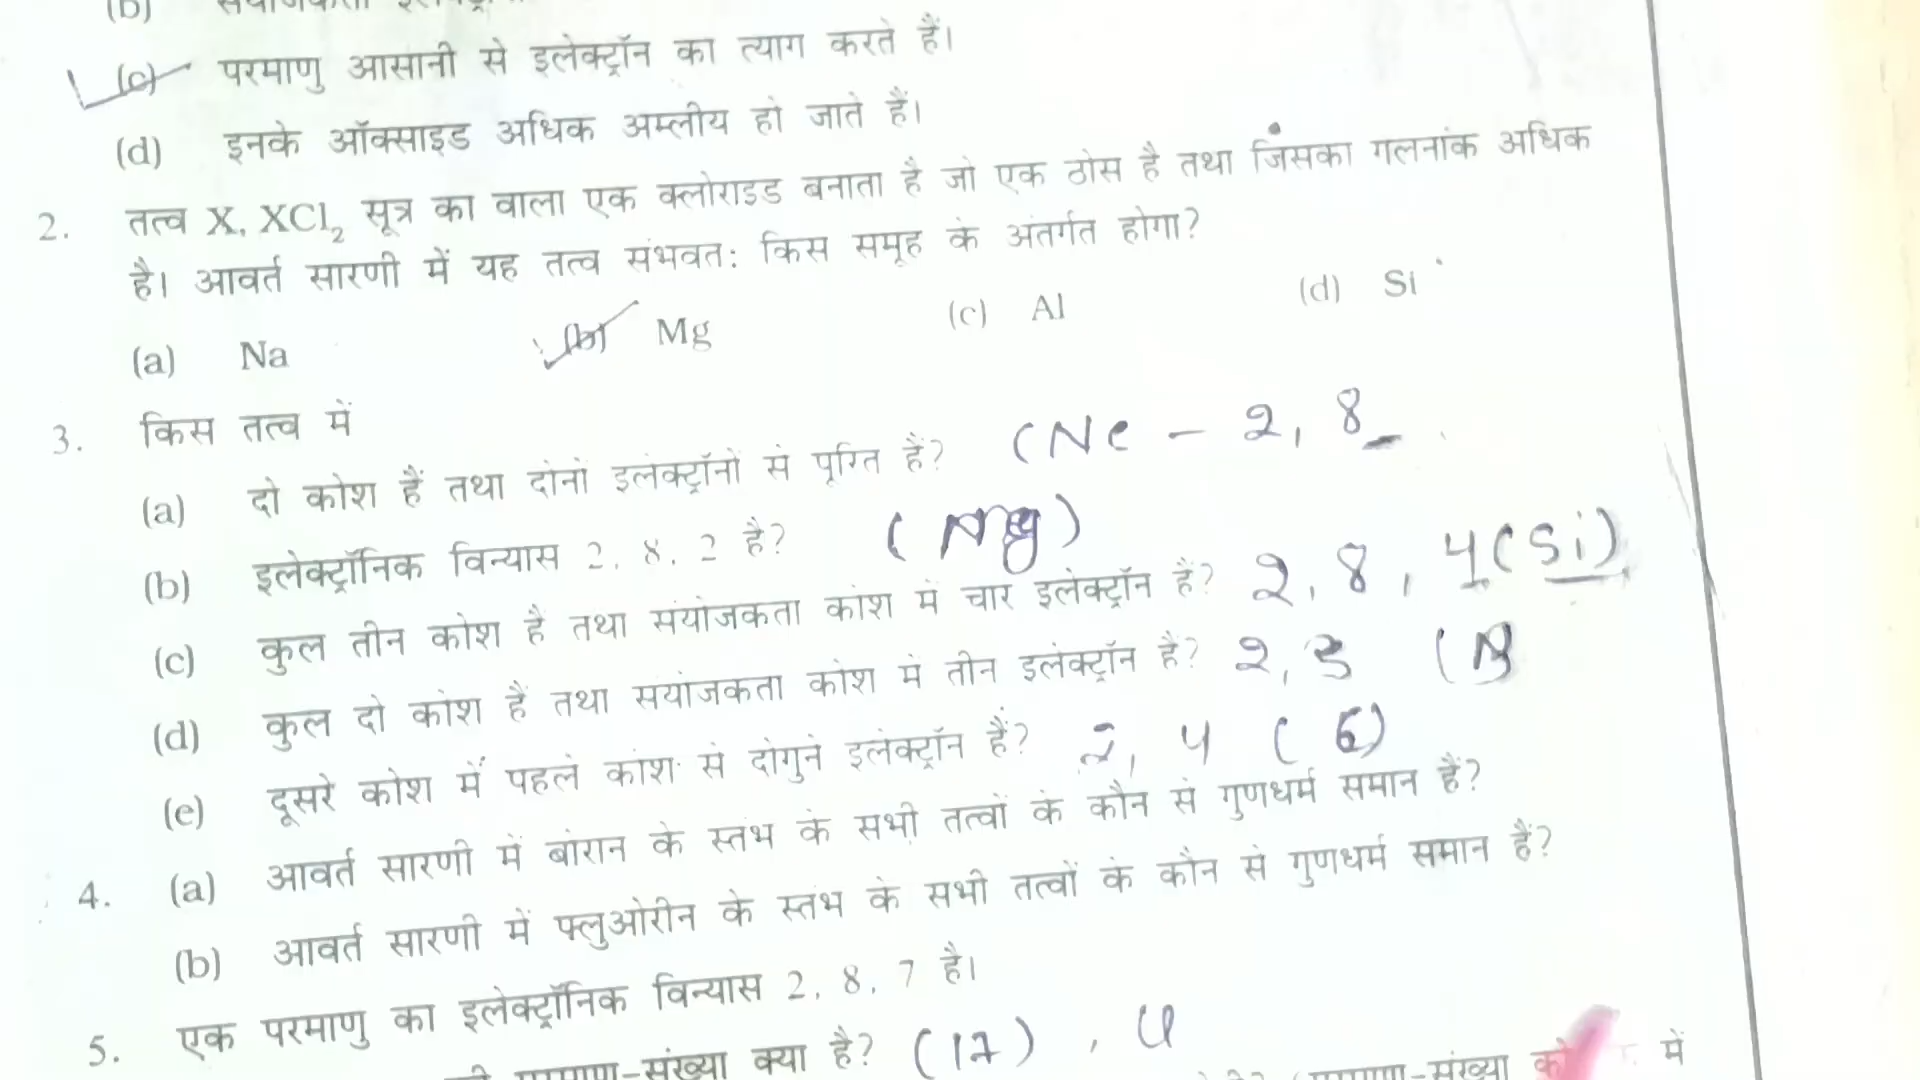 (b)
(c) परमाणु आसानी से इलेक्ट्रॉन का त्याग करते हैं।
(d) इनके ऑक्साइड अधिक अम्लीय हो जाते हैं।
2. तत्व X, XCl₂ सूत्र का वाला एक क्लोराइड बनाता है जो एक ठोस है तथा जिसका गलनांक अधिक
है। आवर्त सारणी में यह तत्व संभवतः किस समूह के अंतर्गत होगा?
(a) Na (b) Mg (c) Al (d) Si
3. किस तत्व में
(a) दो कोश हैं तथा दोनों इलेक्ट्रॉनों से पूरित हैं? (Ne - 2, 8
(b) इलेक्ट्रॉनिक विन्यास 2, 8, 2 है? (Mg)
(c) कुल तीन कोश हैं तथा संयोजकता कोश में चार इलेक्ट्रॉन हैं? 2, 8, 4 (Si)
(d) कुल दो कोश हैं तथा संयोजकता कोश में तीन इलेक्ट्रॉन हैं? 2, 3 (B
(e) दूसरे कोश में पहले कोश से दोगुने इलेक्ट्रॉन हैं? 2, 4 (6)
4. (a) आवर्त सारणी में बोरॉन के स्तंभ के सभी तत्वों के कौन से गुणधर्म समान हैं?
(b) आवर्त सारणी में फ्लुओरीन के स्तंभ के सभी तत्वों के कौन से गुणधर्म समान हैं?
5. एक परमाणु का इलेक्ट्रॉनिक विन्यास 2, 8, 7 है।
परमाणु-संख्या क्या है? (17),
परमाणु-संख्या को में